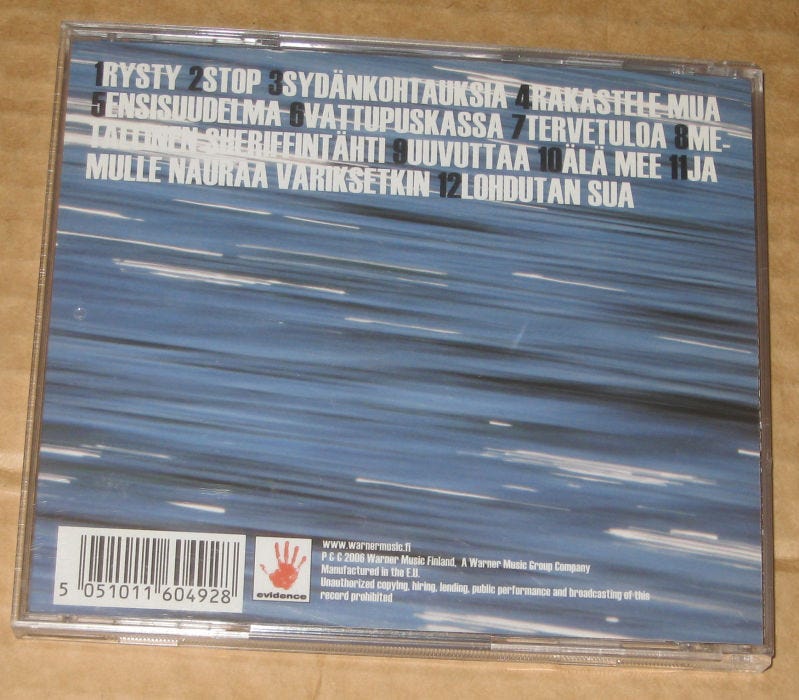 1RYSTY 2STOP 3SYDÄNKOHTAUKSIA 4RAKASTELE MUA
5ENSISUUDELMA 6VATTUPUSKASSA 7TERVETULOA 8ME-
TALLINEN SHERIFFINTÄHTI 9UUVUTTAA 10ÄLÄ MEE 11JA
MULLE NAURAA VARIKSETKIN 12LOHDUTAN SUA
www.warnermusic.fi
P & C 2006 Warner Music Finland, A Warner Music Group Company
Manufactured in the E.U.
Unauthorized copying, hiring, lending, public performance and broadcasting of this
record prohibited
5 051011 604928
evidence